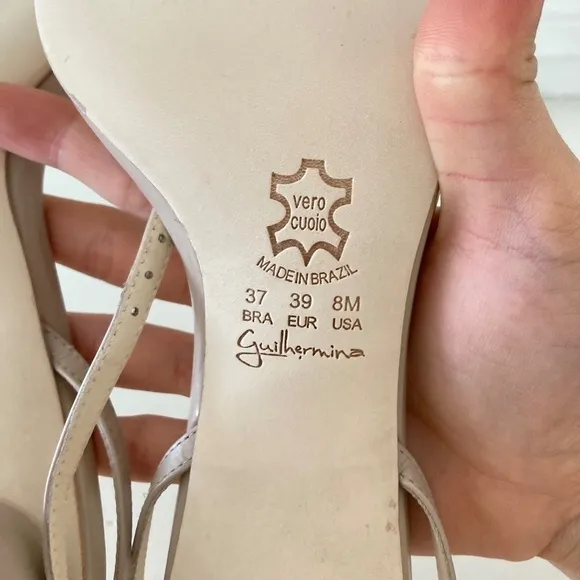 vero
cuoio
MADE IN BRAZIL
37 39 8M
BRA EUR USA
Guilhermina